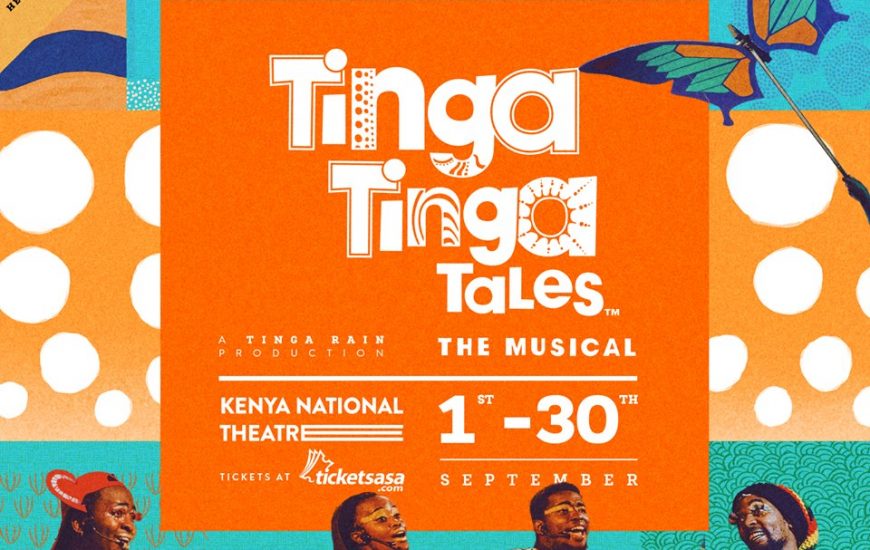 Tinga
Tinga
Tales™
A TINGA RAIN
PRODUCTION
THE MUSICAL
KENYA NATIONAL
THEATRE
1ST -30TH
TICKETS AT ticketsasa
.com
SEPTEMBER